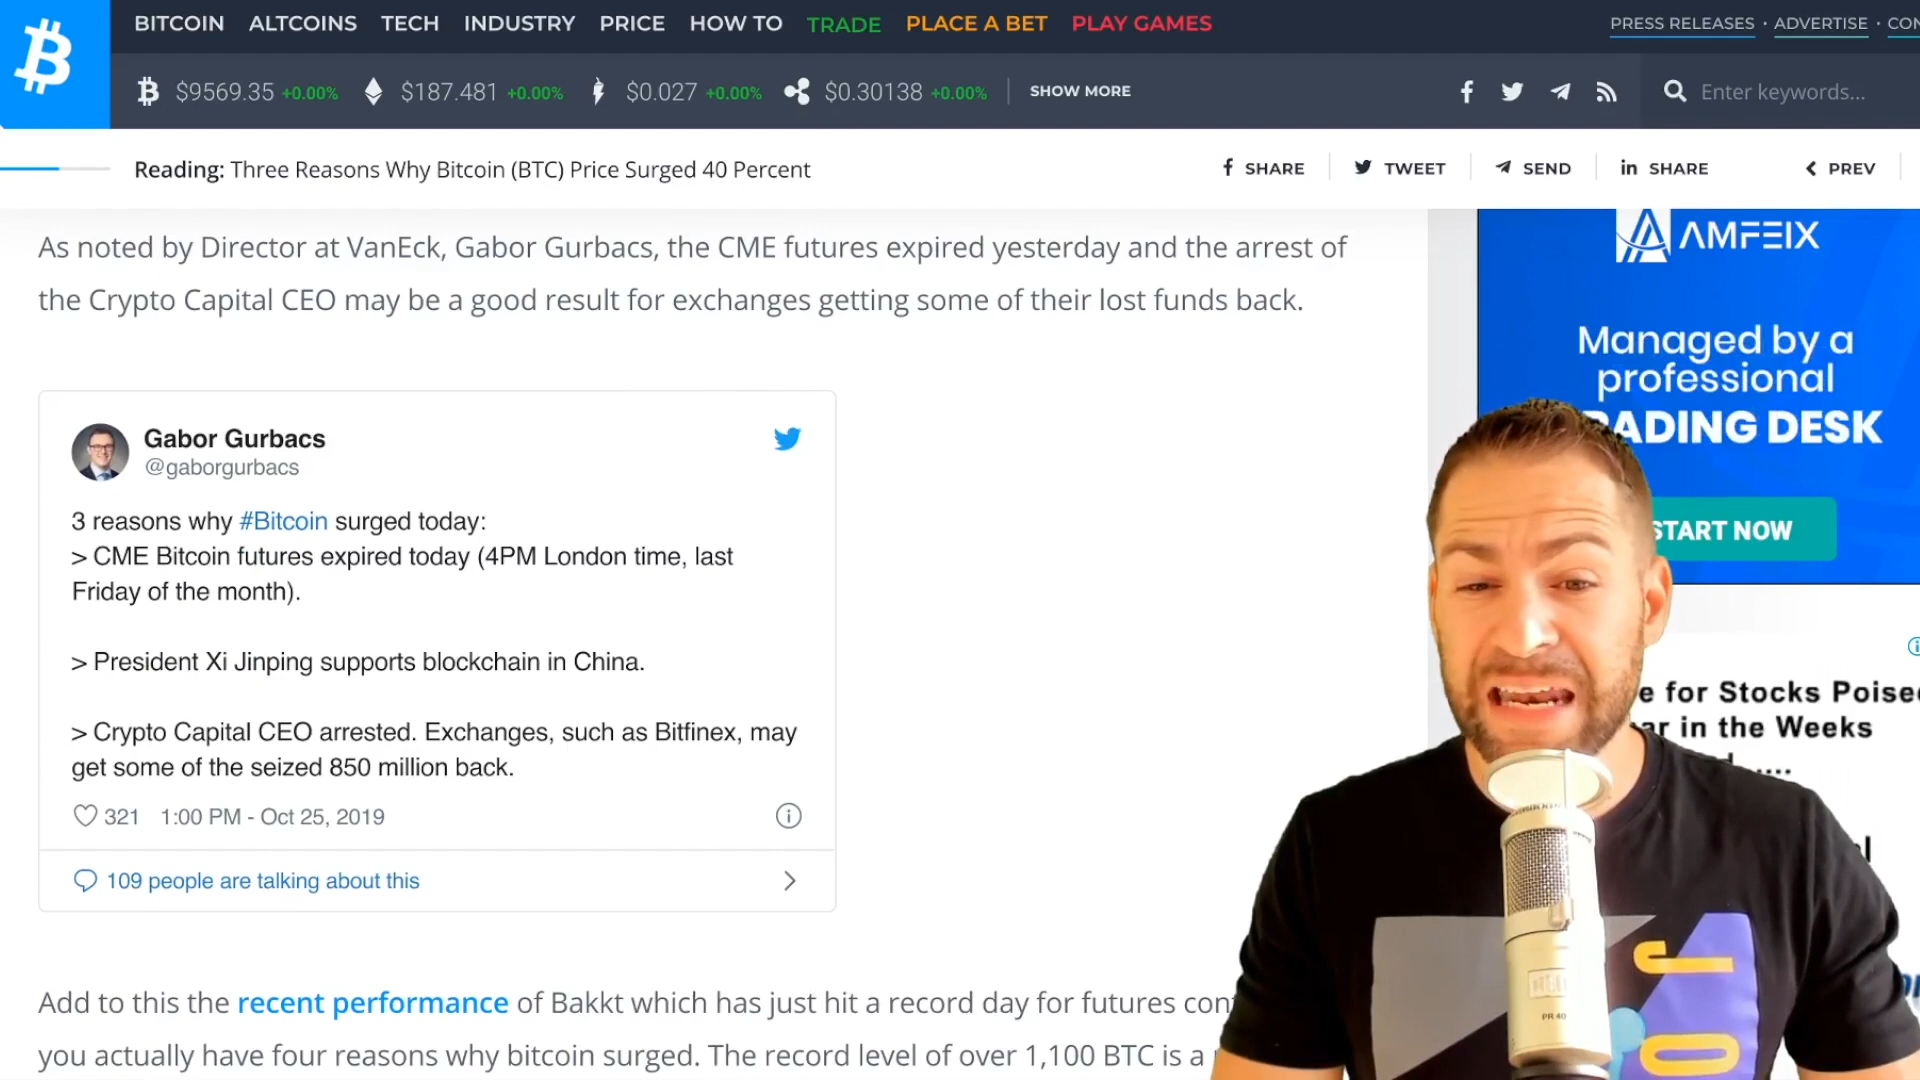 BITCOIN ALTCOINS TECH INDUSTRY PRICE HOW TO TRADE PLACE A BET PLAY GAMES
PRESS RELEASES · ADVERTISE ·
$9569.35 +0.00% $187.481 +0.00% $0.027 +0.00% $0.30138 +0.00% SHOW MORE
Enter keywords...
Reading: Three Reasons Why Bitcoin (BTC) Price Surged 40 Percent
SHARE TWEET SEND SHARE PREV
As noted by Director at VanEck, Gabor Gurbacs, the CME futures expired yesterday and the arrest of
the Crypto Capital CEO may be a good result for exchanges getting some of their lost funds back.
Gabor Gurbacs
@gaborgurbacs
3 reasons why #Bitcoin surged today:
> CME Bitcoin futures expired today (4PM London time, last
Friday of the month).
> President Xi Jinping supports blockchain in China.
> Crypto Capital CEO arrested. Exchanges, such as Bitfinex, may
get some of the seized 850 million back.
321 1:00 PM - Oct 25, 2019
109 people are talking about this
Add to this the recent performance of Bakkt which has just hit a record day for futures
you actually have four reasons why bitcoin surged. The record level of over 1,100 BTC is a
AMFEIX
Managed by a
professional
TRADING DESK
START NOW
for Stocks
in the Weeks
PR 40